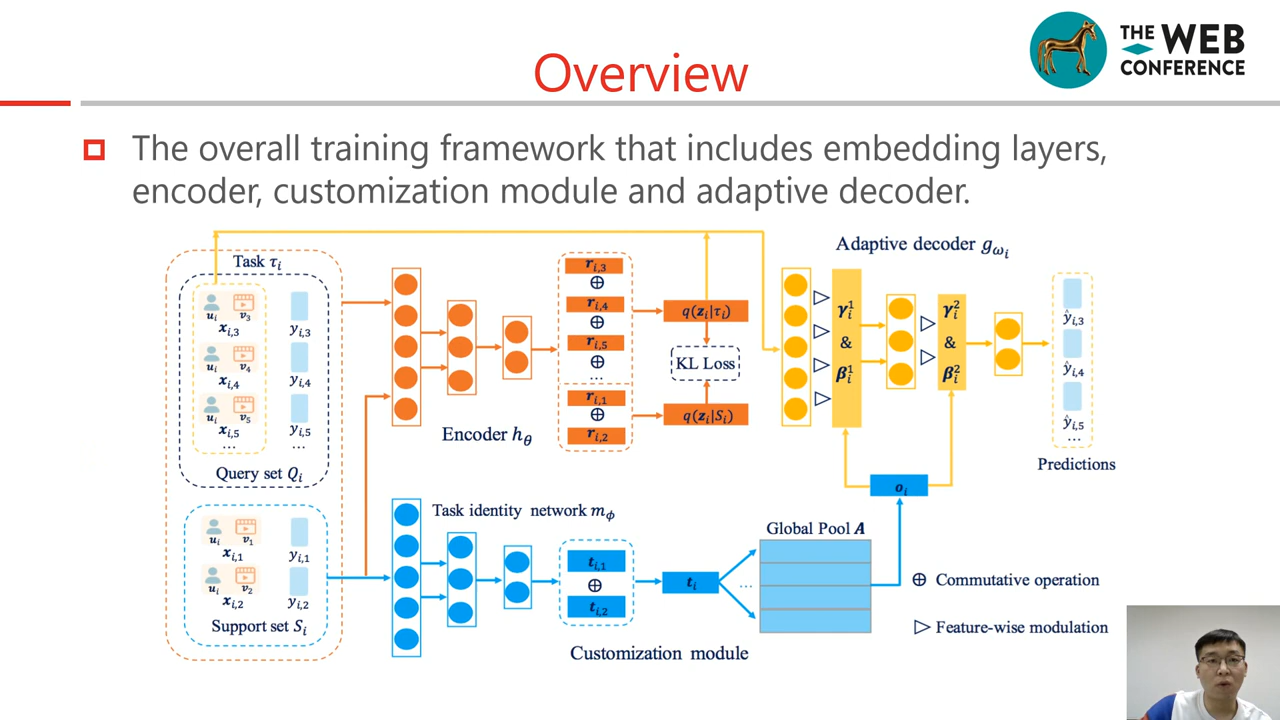 THE WEB
CONFERENCE
Overview
The overall training framework that includes embedding layers,
encoder, customization module and adaptive decoder.
Task τᵢ
uᵢ v₃
xᵢ,₃
yᵢ,₃
uᵢ v₄
xᵢ,₄
yᵢ,₄
uᵢ v₅
xᵢ,₅
yᵢ,₅
... ...
Query set Qᵢ
uᵢ v₁
xᵢ,₁
yᵢ,₁
uᵢ v₂
xᵢ,₂
yᵢ,₂
Support set Sᵢ
Encoder h_θ
rᵢ,₃
⊕
rᵢ,₄
⊕
rᵢ,₅
⊕
...
rᵢ,₁
⊕
rᵢ,₂
q(zᵢ|τᵢ)
KL Loss
q(zᵢ|Sᵢ)
Adaptive decoder g_ωᵢ
γᵢ¹
&
βᵢ¹
γᵢ²
&
βᵢ²
ŷᵢ,₃
ŷᵢ,₄
ŷᵢ,₅
...
Predictions
Task identity network m_ϕ
tᵢ,₁
⊕
tᵢ,₂
tᵢ
...
Global Pool A
oᵢ
Customization module
⊕ Commutative operation
▷ Feature-wise modulation